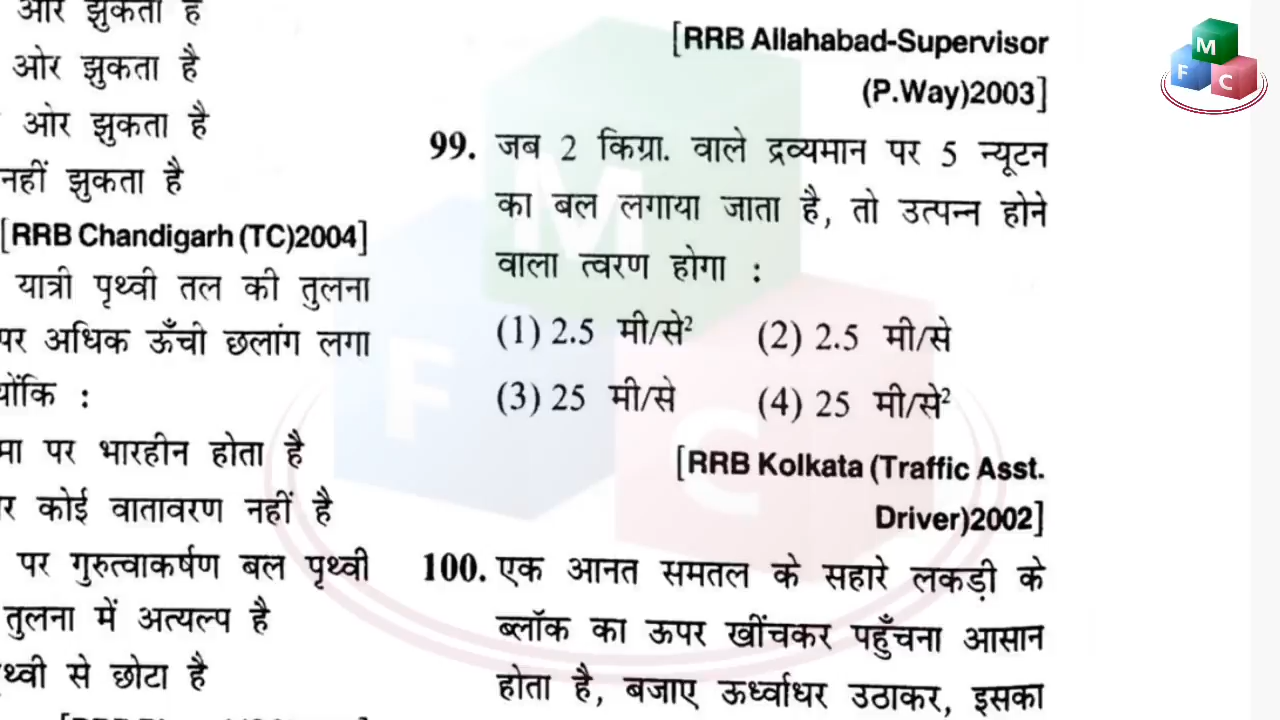 और झुकता है
ओर झुकता है
ओर झुकता है
नहीं झुकता है
[RRB Chandigarh (TC)2004]
यात्री पृथ्वी तल की तुलना
पर अधिक ऊँची छलांग लगा
:
पर भारहीन होता है
कोई वातावरण नहीं है
पर गुरुत्वाकर्षण बल पृथ्वी
तुलना में अत्यल्प है
से छोटा है
[RRB Allahabad-Supervisor
(P.Way)2003]
99. जब 2 किग्रा. वाले द्रव्यमान पर 5 न्यूटन
का बल लगाया जाता है, तो उत्पन्न होने
वाला त्वरण होगा :
(1) 2.5 मी/से² (2) 2.5 मी/से
(3) 25 मी/से (4) 25 मी/से²
[RRB Kolkata (Traffic Asst.
Driver)2002]
100. एक आनत समतल के सहारे लकड़ी के
ब्लॉक का ऊपर खींचकर पहुँचना आसान
होता है, बजाए ऊर्ध्वाधर उठाकर, इसका
M
F C
M
F C